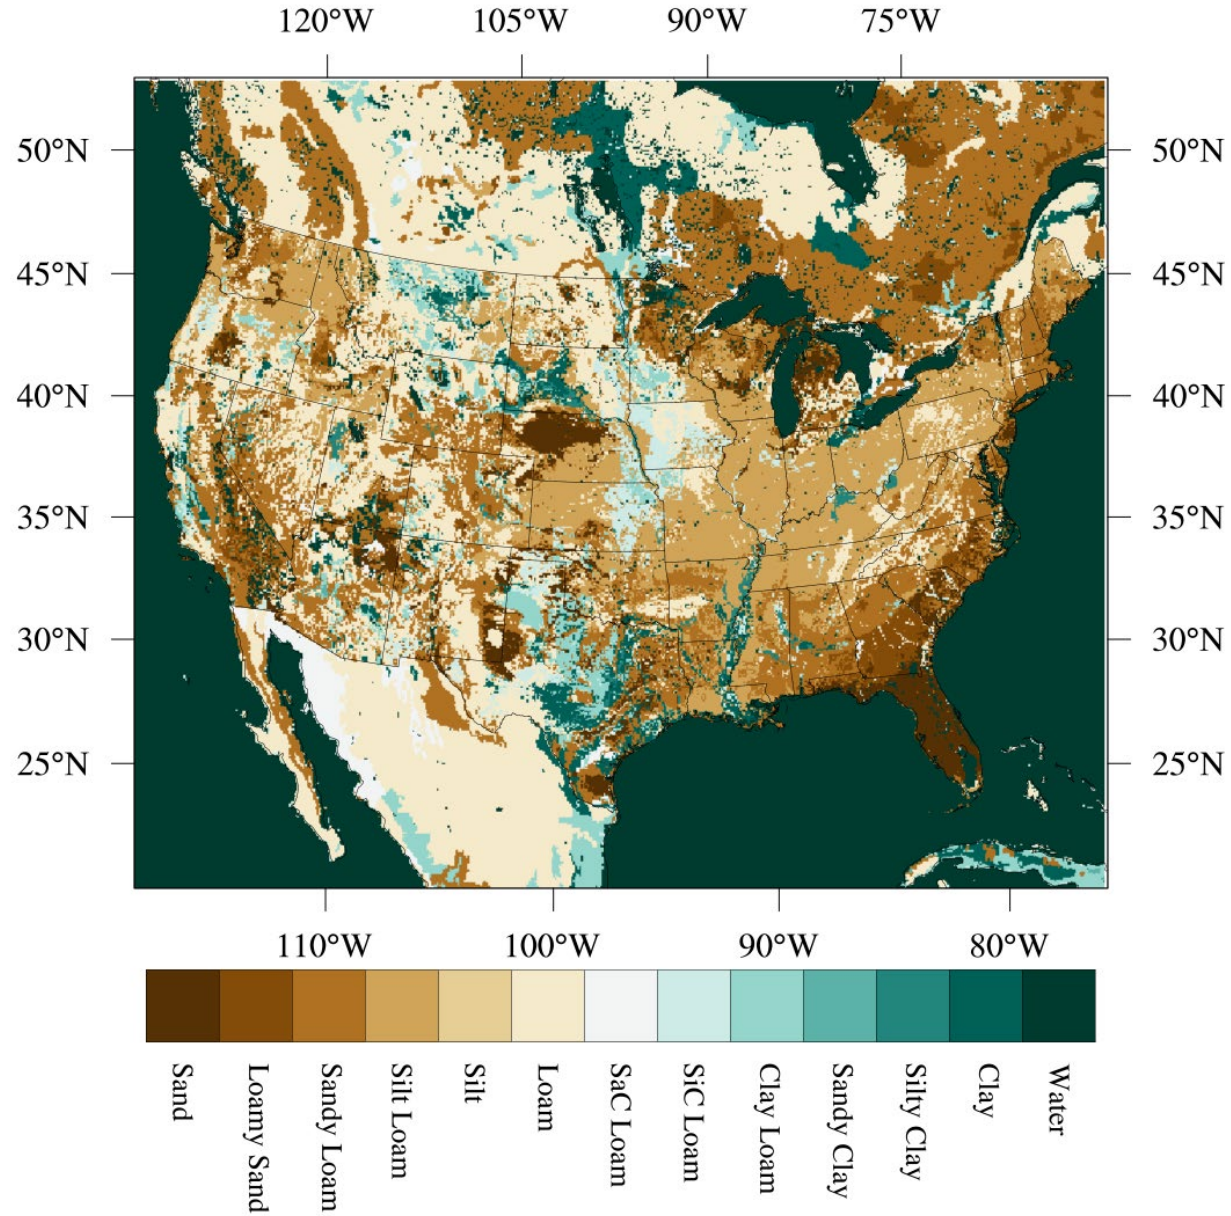 120°W 105°W 90°W 75°W
50°N 50°N
45°N 45°N
40°N 40°N
35°N 35°N
30°N 30°N
25°N 25°N
110°W 100°W 90°W 80°W
Sand
Loamy Sand
Sandy Loam
Silt Loam
Silt
Loam
SaC Loam
SiC Loam
Clay Loam
Sandy Clay
Silty Clay
Clay
Water